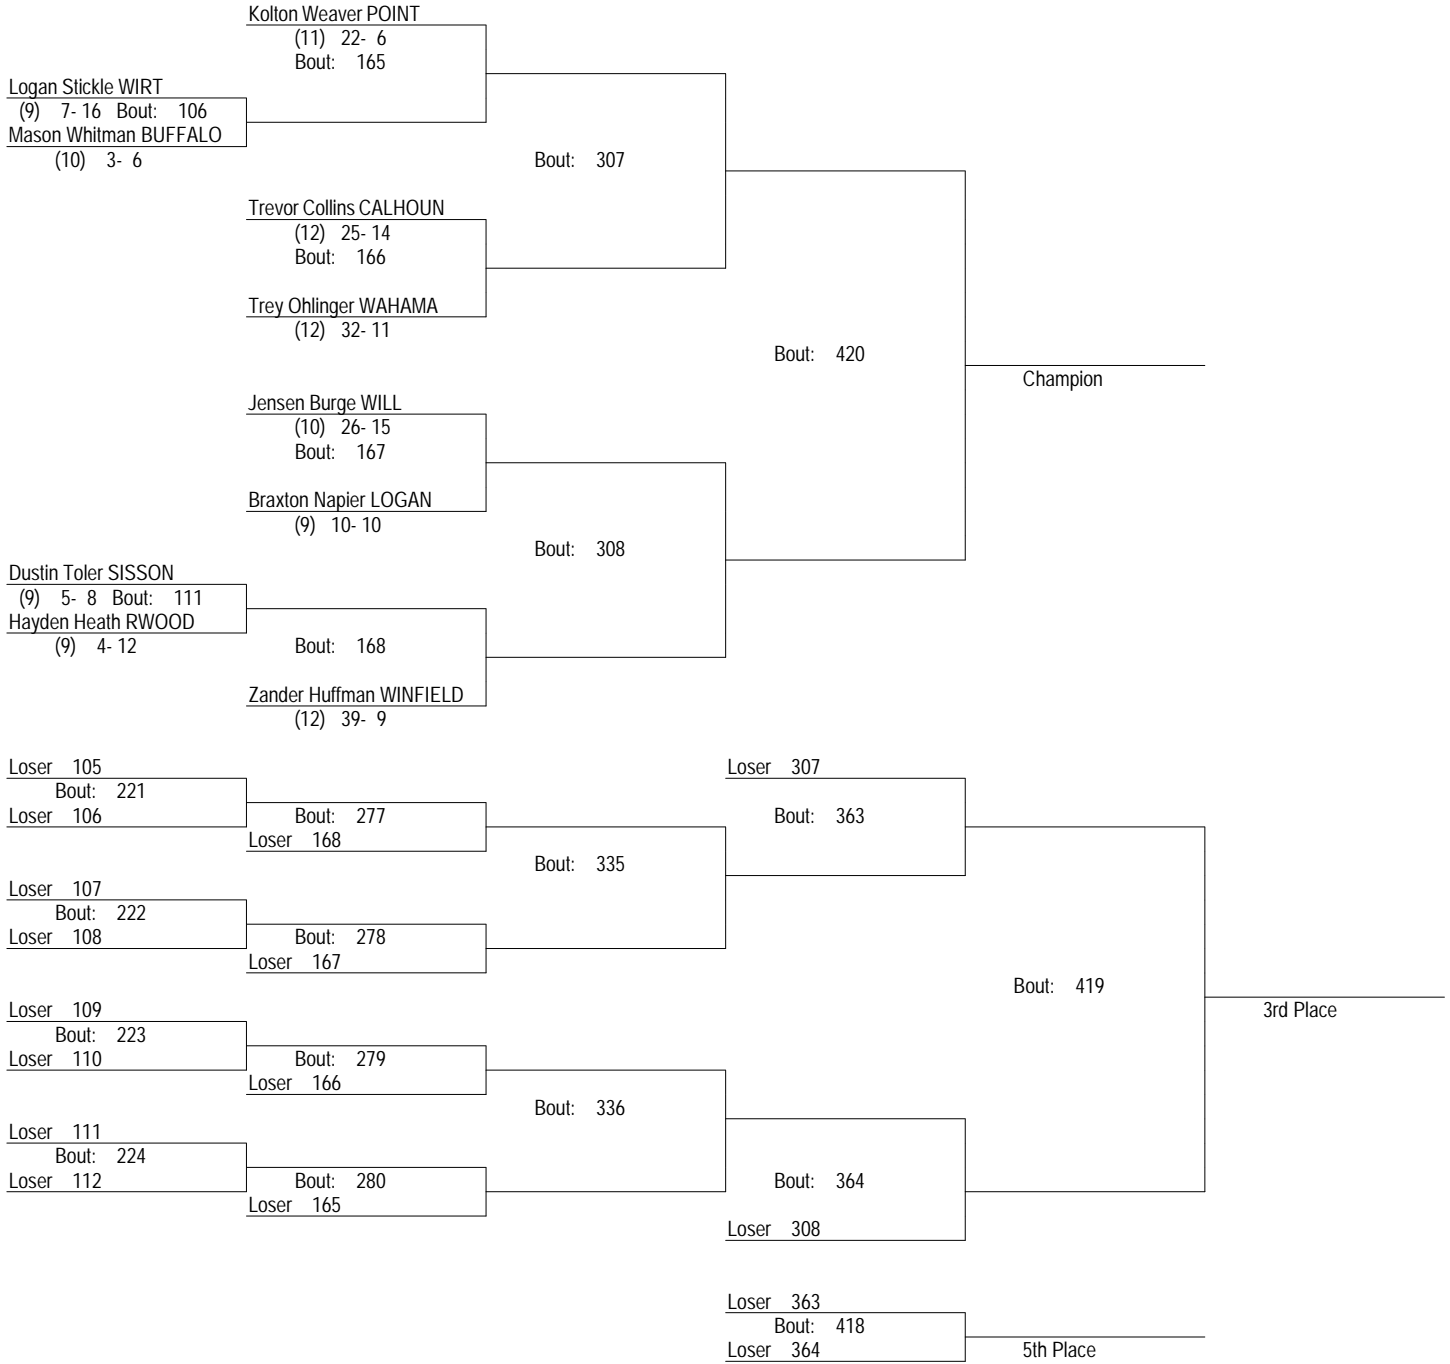 Kolton Weaver POINT
(11) 22- 6
Bout: 165
Logan Stickle WIRT
(9) 7- 16 Bout: 106
Mason Whitman BUFFALO
(10) 3- 6
Bout: 307
Trevor Collins CALHOUN
(12) 25- 14
Bout: 166
Trey Ohlinger WAHAMA
(12) 32- 11
Bout: 420
Champion
Jensen Burge WILL
(10) 26- 15
Bout: 167
Braxton Napier LOGAN
(9) 10- 10
Bout: 308
Dustin Toler SISSON
(9) 5- 8 Bout: 111
Hayden Heath RWOOD
(9) 4- 12
Bout: 168
Zander Huffman WINFIELD
(12) 39- 9
Loser 105
Bout: 221
Loser 106
Bout: 277
Loser 168
Loser 307
Bout: 363
Bout: 335
Loser 107
Bout: 222
Loser 108
Bout: 278
Loser 167
Bout: 419
3rd Place
Loser 109
Bout: 223
Loser 110
Bout: 279
Loser 166
Bout: 336
Loser 111
Bout: 224
Loser 112
Bout: 280
Loser 165
Bout: 364
Loser 308
Loser 363
Bout: 418
Loser 364
5th Place